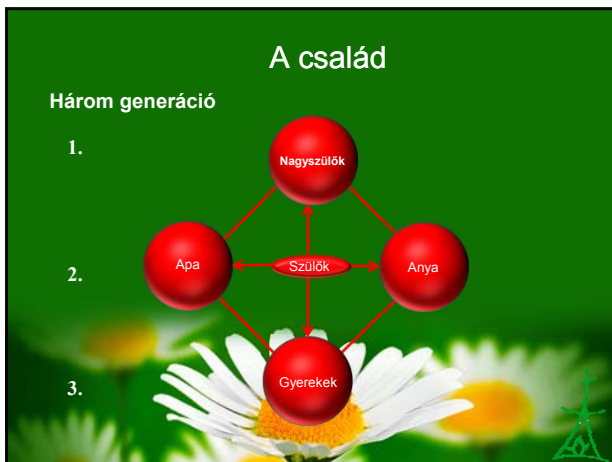 A család
Három generáció
1.
Nagyszülők
2.
Apa
Szülők
Anya
3.
Gyerekek